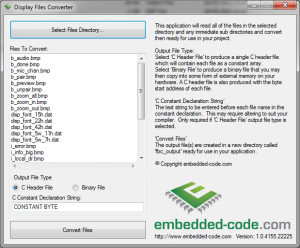 Display Files Converter
Select Files Directory...
Files To Convert:
b_audio.bmp
b_done.bmp
b_mic_chan.bmp
b_pair.bmp
b_preview.bmp
b_unpair.bmp
b_zoom_all.bmp
b_zoom_in.bmp
b_zoom_out.bmp
disp_font_15h.dat
disp_font_22h.dat
disp_font_42h.dat
disp_font_5w_11h.dat
disp_font_5w_7h.dat
i_error.bmp
i_info_bg.bmp
i_local_dr.bmp
Output File Type
C Header File
Binary File
C Constant Declaration String:
CONSTANT BYTE
Convert Files
This application will read all of the files in the selected
directory and any immediate sub directories and convert
then ready for use in your project.
Output File Type:
Select 'C Header File' to produce a single C Header file
which will contain each file as a constant array.
Select 'Binary File' to produce a binary file that you may
then copy into some form of external memory on your
hardware. A C header file is also produced with the byte
start address of each file.
'C Constant Declaration String'
The text string to be entered before each file name in the
constant declaration. This may require altering to suit your
compiler. Only required if 'C Header File' output file type is
selected.
'Convert Files'
The output file(s) are created in a new directory called
ready for use in your application.
© Copyright embedded-code.com
embedded-code.com
http://www.embedded-code.com
Version: 1.0.4155.22225